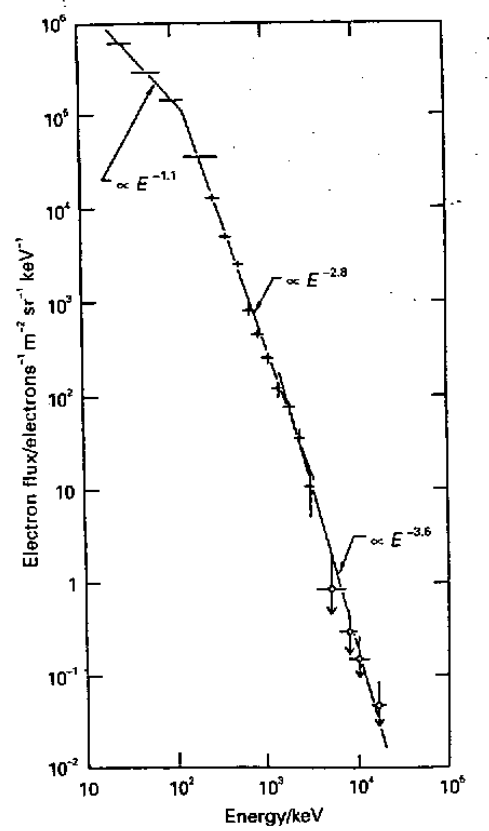 10⁶
10⁵
10⁴
10³
10²
10
1
10⁻¹
10⁻²
Electron flux/electrons⁻¹ m⁻² sr⁻¹ keV⁻¹
∝ E⁻¹·¹
∝ E⁻²·⁸
∝ E⁻³·⁶
10 10² 10³ 10⁴ 10⁵
Energy/keV